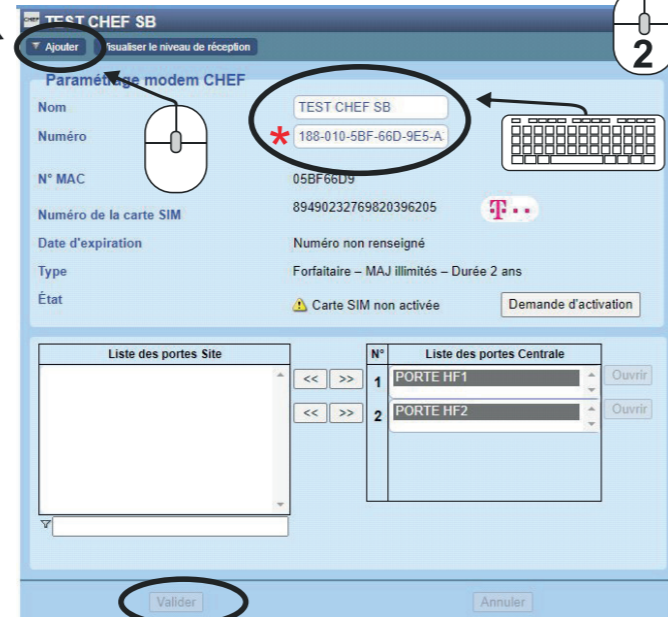 CHEF TEST CHEF SB
2
Ajouter Visualiser le niveau de réception
Paramétrage modem CHEF
Nom TEST CHEF SB
Numéro * 188-010-5BF-66D-9E5-A
N° MAC 05BF66D9
Numéro de la carte SIM 89490232769820396205 T··
Date d'expiration Numéro non renseigné
Type Forfaitaire – MAJ illimités – Durée 2 ans
État Carte SIM non activée Demande d'activation
Liste des portes Site N° Liste des portes Centrale
<< >> 1 PORTE HF1 Ouvrir
<< >> 2 PORTE HF2 Ouvrir
Valider Annuler